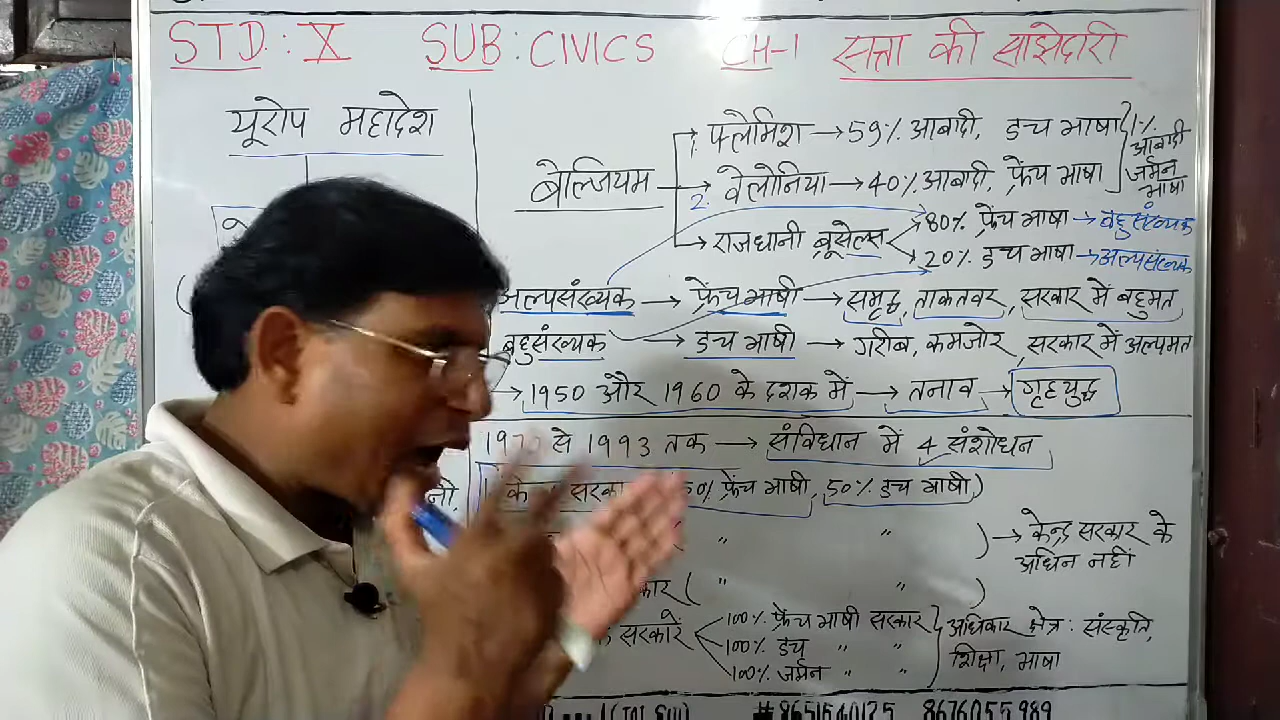 STD: X SUB: CIVICS CH-1 सत्ता की साझेदारी
यूरोप महादेश
बेल्जियम
1. फ्लेमिश → 59% आबादी, डच भाषा
2. वेलोनिया → 40% आबादी, फ्रेंच भाषा
1% आबादी जर्मन भाषा
राजधानी ब्रूसेल्स
80% फ्रेंच भाषा → बहुसंख्यक
20% डच भाषा → अल्पसंख्यक
अल्पसंख्यक → फ्रेंच भाषी → समृद्ध, ताकतवर, सरकार में बहुमत
बहुसंख्यक → डच भाषी → गरीब, कमजोर, सरकार में अल्पमत
→ 1950 और 1960 के दशक में → तनाव → गृहयुद्ध
से 1993 तक → संविधान में 4 संशोधन
फ्रेंच भाषी, 50% डच भाषी)
( " " ) → केन्द्र सरकार के अधिन नहीं
( " " )
सरकारें
100% फ्रेंच भाषी सरकार
100% डच " "
100% जर्मन " "
अधिकार क्षेत्र : संस्कृति, शिक्षा, भाषा
8676055989